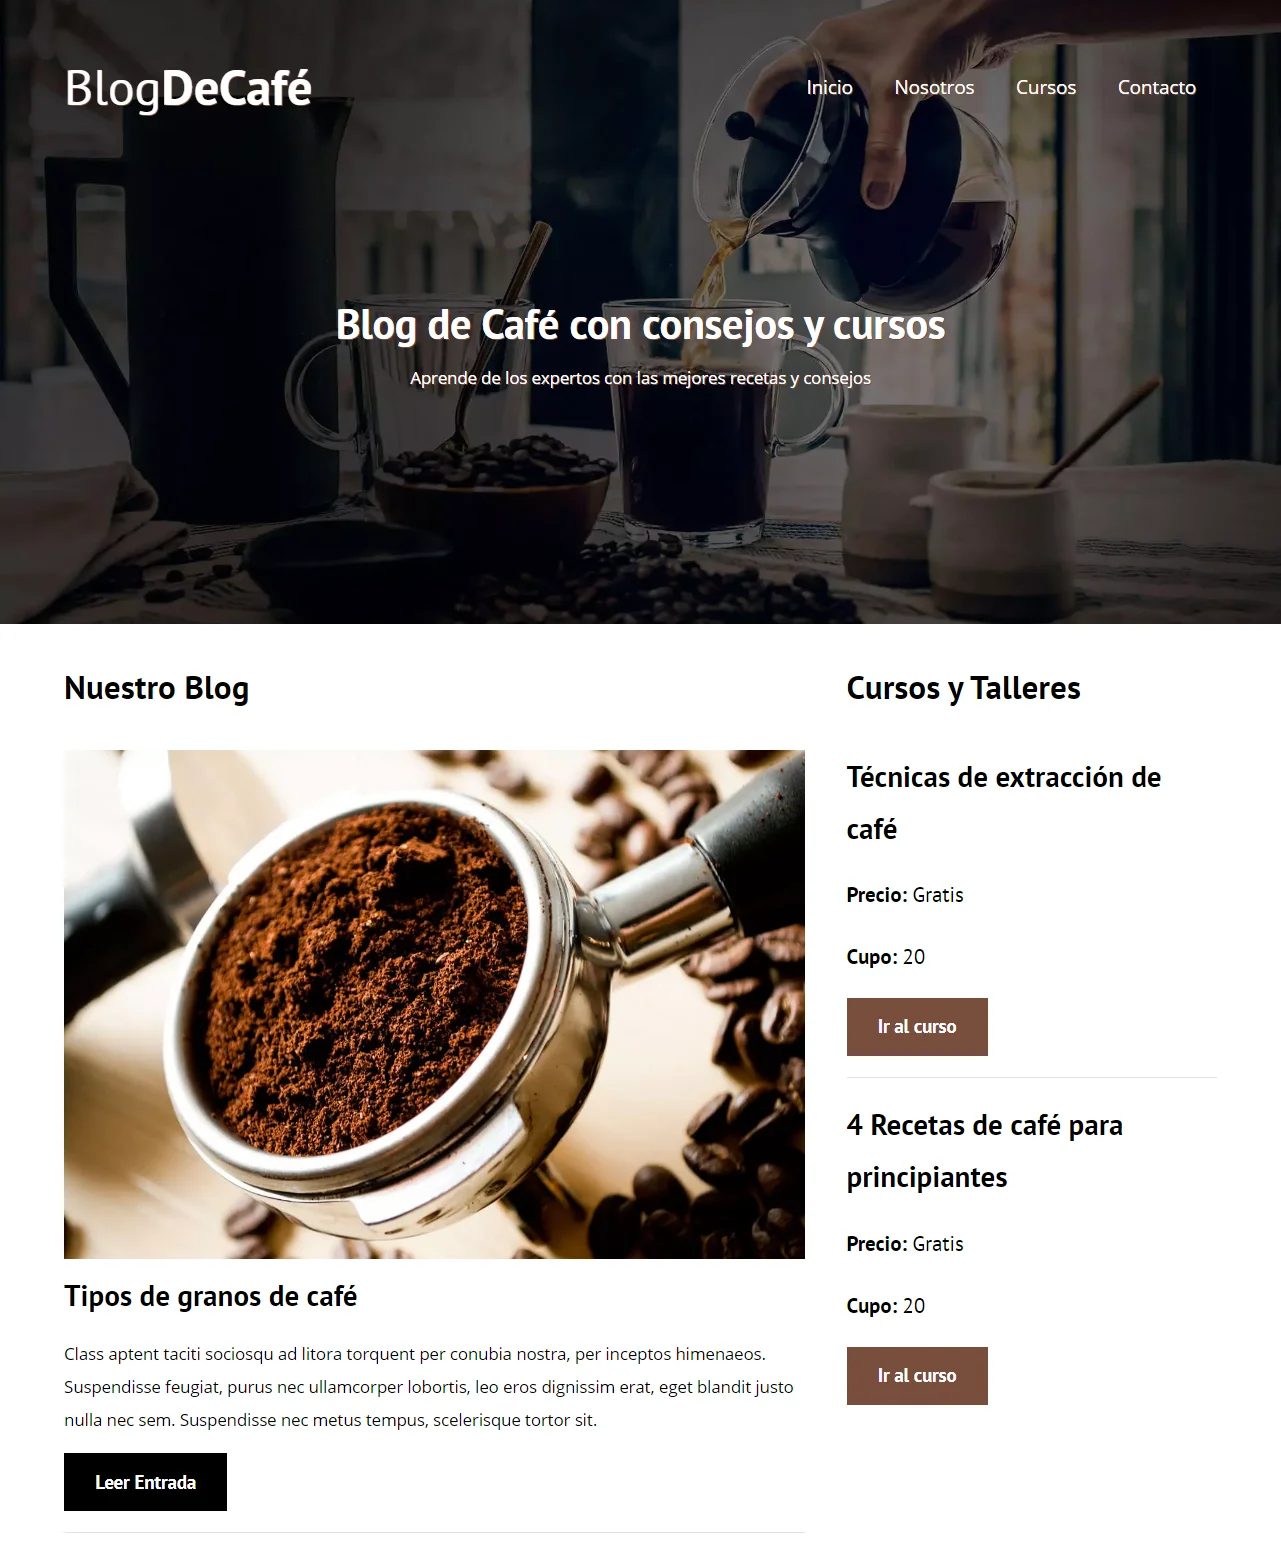 BlogDeCafé
Inicio Nosotros Cursos Contacto
Blog de Café con consejos y cursos
Aprende de los expertos con las mejores recetas y consejos
Nuestro Blog
Tipos de granos de café
Class aptent taciti sociosqu ad litora torquent per conubia nostra, per inceptos himenaeos.
Suspendisse feugiat, purus nec ullamcorper lobortis, leo eros dignissim erat, eget blandit justo
nulla nec sem. Suspendisse nec metus tempus, scelerisque tortor sit.
Leer Entrada
Cursos y Talleres
Técnicas de extracción de
café
Precio: Gratis
Cupo: 20
Ir al curso
4 Recetas de café para
principiantes
Precio: Gratis
Cupo: 20
Ir al curso